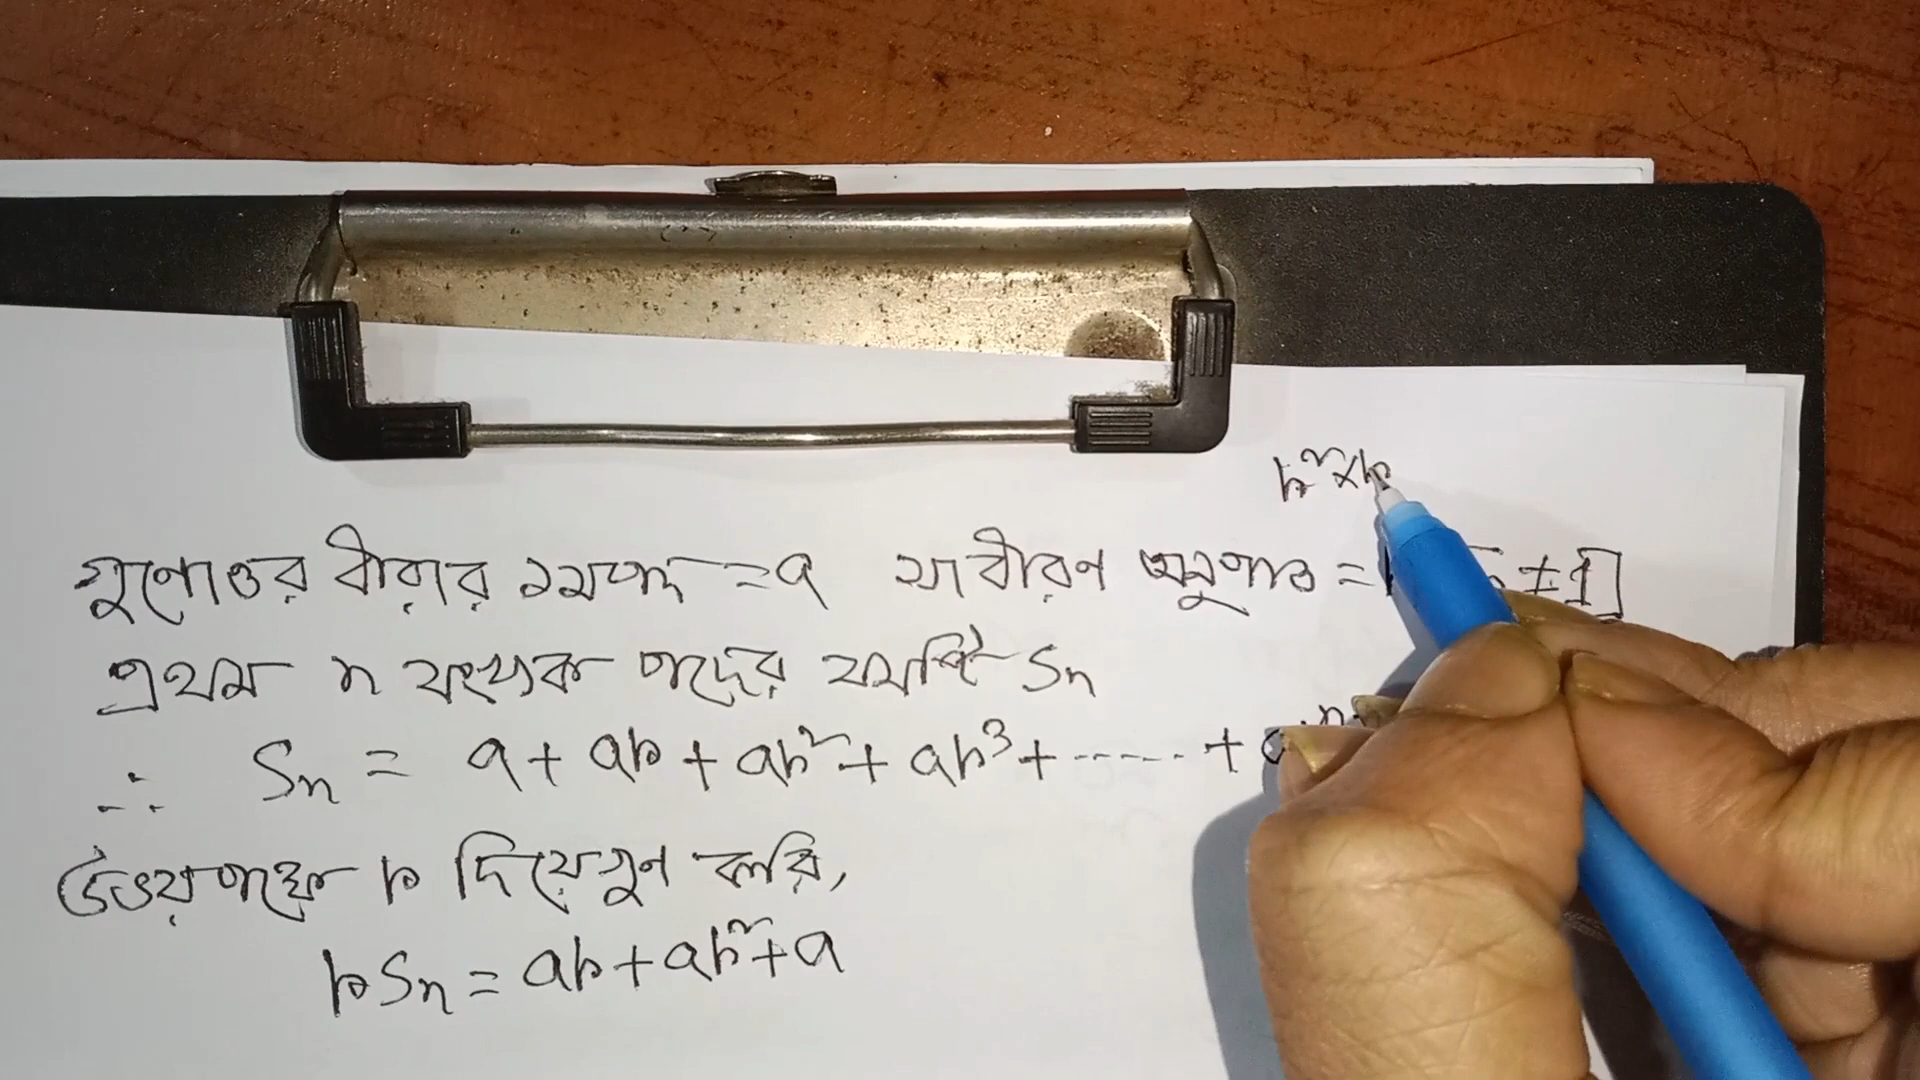 r²×r
গুণোত্তর ধারার ১মপদ = a সাধারণ অনুপাত = [r ≠ 1]
প্রথম n সংখ্যক পদের সমষ্টি Sn
∴ Sn = a + ar + ar² + ar³ + ...... +
উভয়পক্ষে r দিয়ে গুণ করি,
rSn = ar + ar² + a